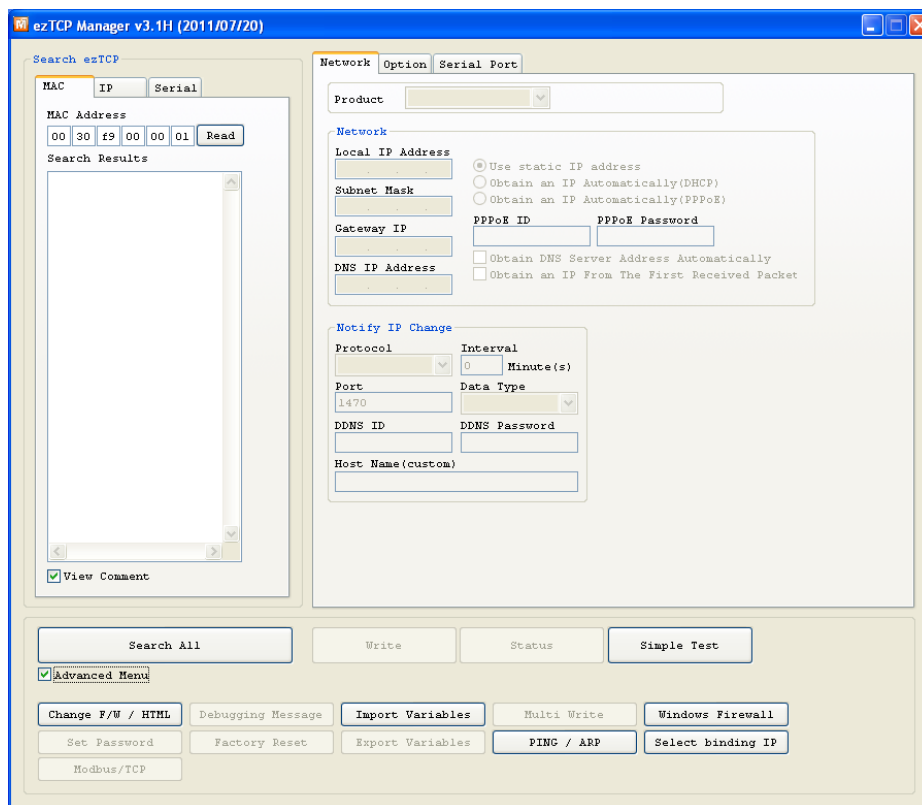 ezTCP Manager v3.1H (2011/07/20)
Search ezTCP
MAC IP Serial
MAC Address
00 30 f9 00 00 01 Read
Search Results
View Comment
Network Option Serial Port
Product
Network
Local IP Address
Use static IP address
Obtain an IP Automatically(DHCP)
Subnet Mask
Obtain an IP Automatically(PPPoE)
Gateway IP
PPPoE ID PPPoE Password
DNS IP Address
Obtain DNS Server Address Automatically
Obtain an IP From The First Received Packet
Notify IP Change
Protocol Interval
0 Minute(s)
Port Data Type
1470
DDNS ID DDNS Password
Host Name(custom)
Search All Write Status Simple Test
Advanced Menu
Change F/W / HTML Debugging Message Import Variables Multi Write Windows Firewall
Set Password Factory Reset Export Variables PING / ARP Select binding IP
Modbus/TCP